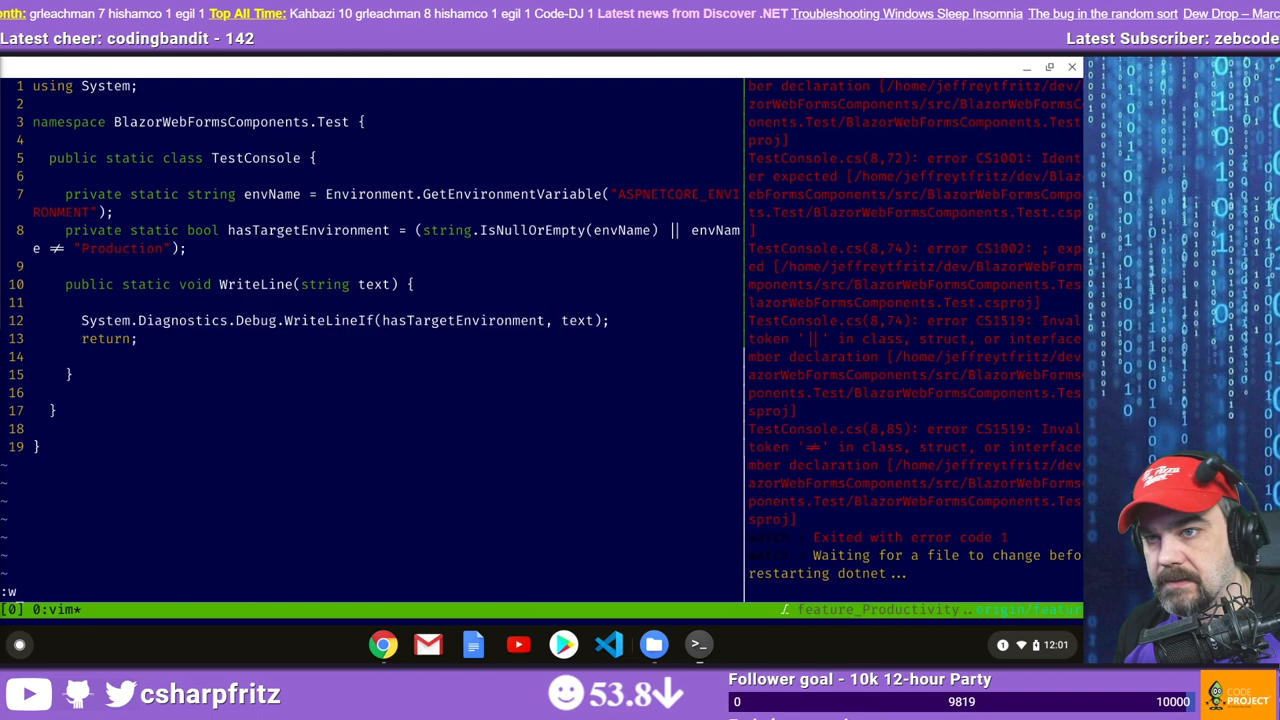 onth: grleachman 7 hishamco 1 egil 1 Top All Time: Kahbazi 10 grleachman 8 hishamco 1 egil 1 Code-DJ 1 Latest news from Discover .NET Troubleshooting Windows Sleep Insomnia The bug in the random sort Dew Drop – Marc
Latest cheer: codingbandit - 142
Latest Subscriber: zebcode
1 using System;
2
3 namespace BlazorWebFormsComponents.Test {
4
5 public static class TestConsole {
6
7 private static string envName = Environment.GetEnvironmentVariable("ASPNETCORE_ENVI
RONMENT");
8 private static bool hasTargetEnvironment = (string.IsNullOrEmpty(envName) || envNam
e ≠ "Production");
9
10 public static void WriteLine(string text) {
11
12 System.Diagnostics.Debug.WriteLineIf(hasTargetEnvironment, text);
13 return;
14
15 }
16
17 }
18
19 }
~
~
~
~
~
~
~
:w
ber declaration [/home/jeffreytfritz/dev/
zorWebFormsComponents/src/BlazorWebFormsC
onents.Test/BlazorWebFormsComponents.Test
proj]
TestConsole.cs(8,72): error CS1001: Ident
er expected [/home/jeffreytfritz/dev/Blaz
ebFormsComponents/src/BlazorWebFormsCompo
ts.Test/BlazorWebFormsComponents.Test.csp
]
TestConsole.cs(8,74): error CS1002: ; exp
ed [/home/jeffreytfritz/dev/BlazorWebForm
mponents/src/BlazorWebFormsComponents.Tes
lazorWebFormsComponents.Test.csproj]
TestConsole.cs(8,74): error CS1519: Inval
token '||' in class, struct, or interface
mber declaration [/home/jeffreytfritz/dev
azorWebFormsComponents/src/BlazorWebForms
ponents.Test/BlazorWebFormsComponents.Tes
sproj]
TestConsole.cs(8,85): error CS1519: Inval
token '≠' in class, struct, or interface
mber declaration [/home/jeffreytfritz/dev
azorWebFormsComponents/src/BlazorWebForms
ponents.Test/BlazorWebFormsComponents.Tes
sproj]
watch : Exited with error code 1
watch : Waiting for a file to change befo
restarting dotnet...
[0] 0:vim*
feature_Productivity..origin/featur
1 12:01
csharpfritz
53.8
Follower goal - 10k 12-hour Party
0 9819 10000
CODE
PROJECT